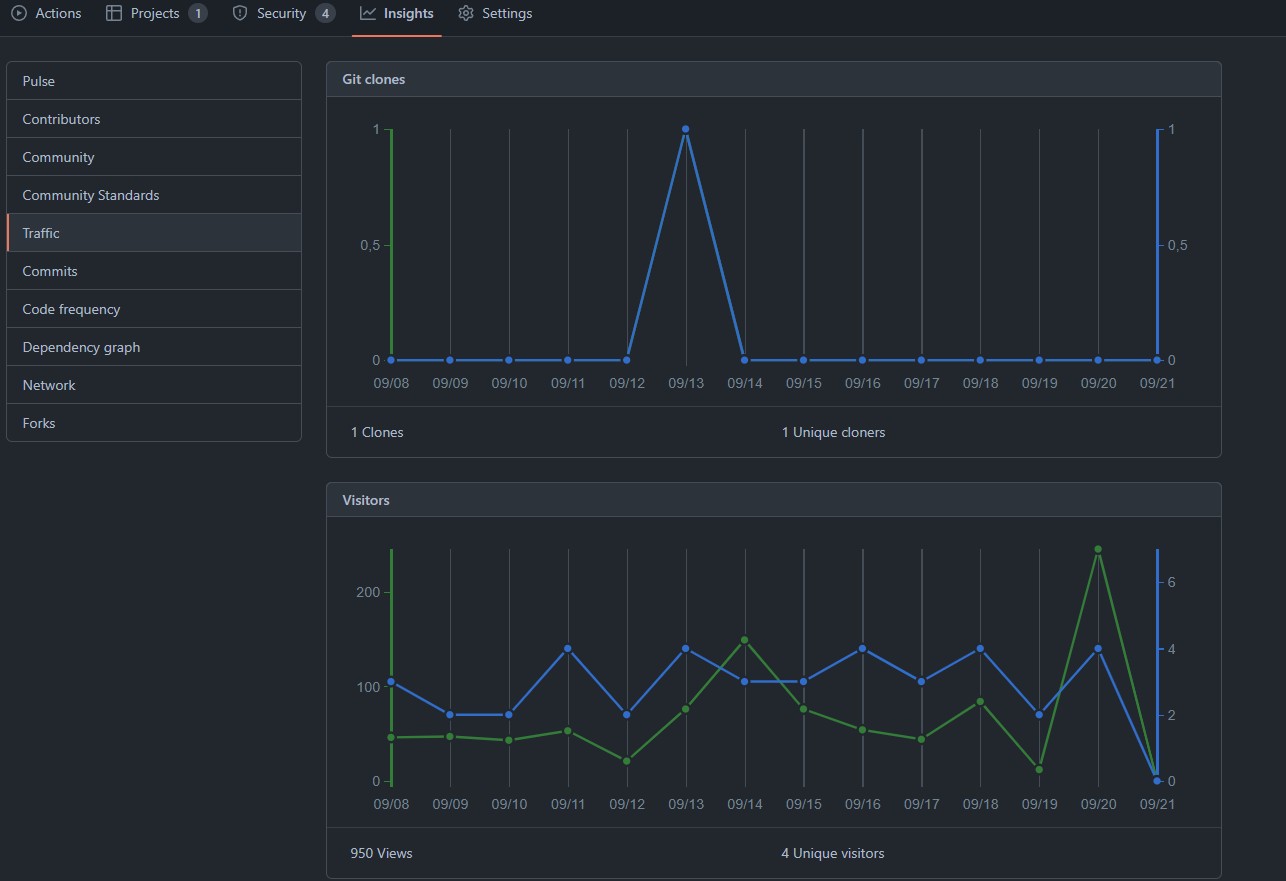 Actions Projects 1 Security 4 Insights Settings
Pulse
Contributors
Community
Community Standards
Traffic
Commits
Code frequency
Dependency graph
Network
Forks
Git clones
1 1
0,5 0,5
0 0
09/08 09/09 09/10 09/11 09/12 09/13 09/14 09/15 09/16 09/17 09/18 09/19 09/20 09/21
1 Clones 1 Unique cloners
Visitors
6
200
4
100
2
0 0
09/08 09/09 09/10 09/11 09/12 09/13 09/14 09/15 09/16 09/17 09/18 09/19 09/20 09/21
950 Views 4 Unique visitors